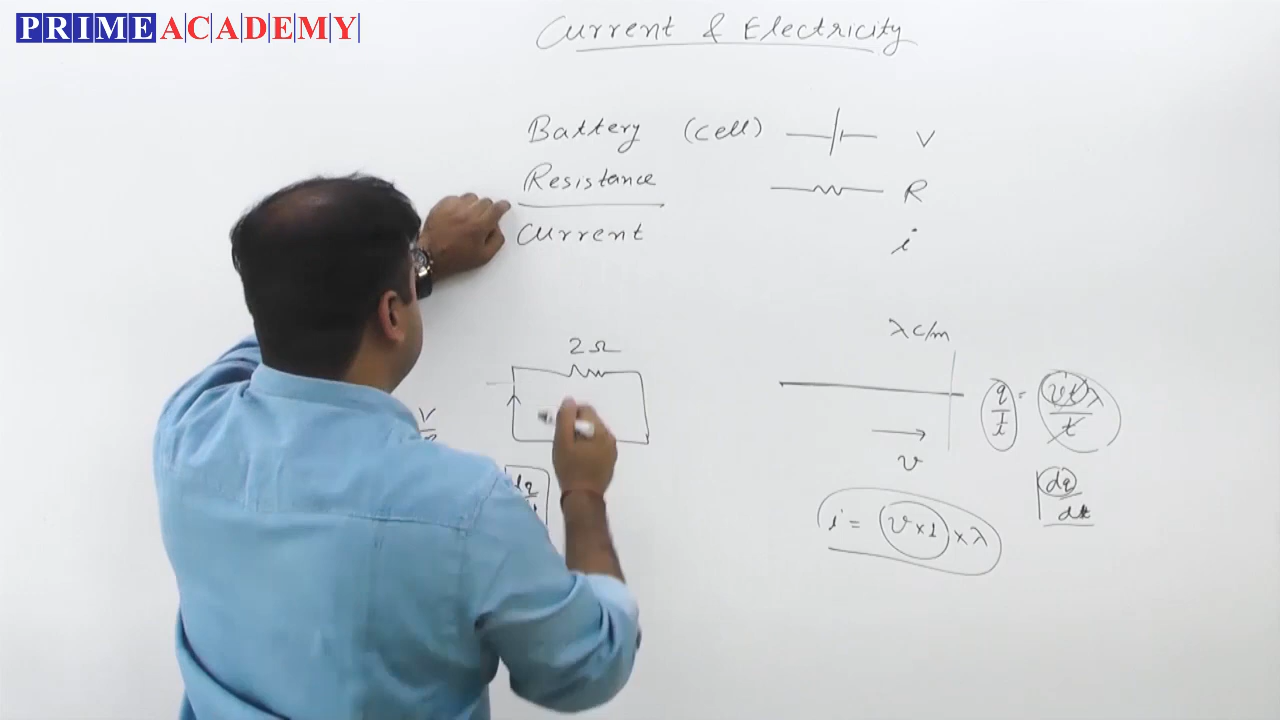 PRIME ACADEMY
Current & Electricity
Battery (cell) V
Resistance R
Current i
2Ω
λ c/m
q/t = vtλ/t
V
v
dq/dt
i = v×1 × λ